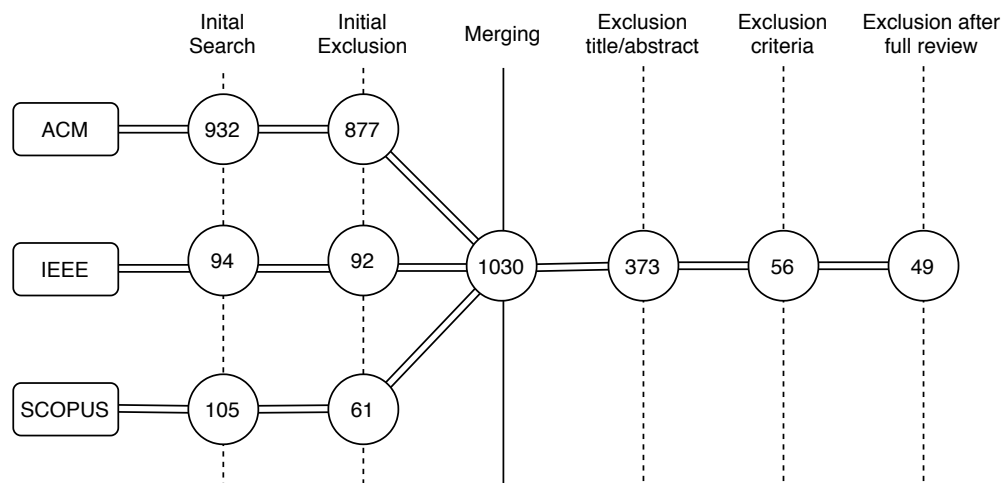 Inital
Search
Initial
Exclusion
Merging
Exclusion
title/abstract
Exclusion
criteria
Exclusion after
full review
ACM
932
877
IEEE
94
92
1030
373
56
49
SCOPUS
105
61